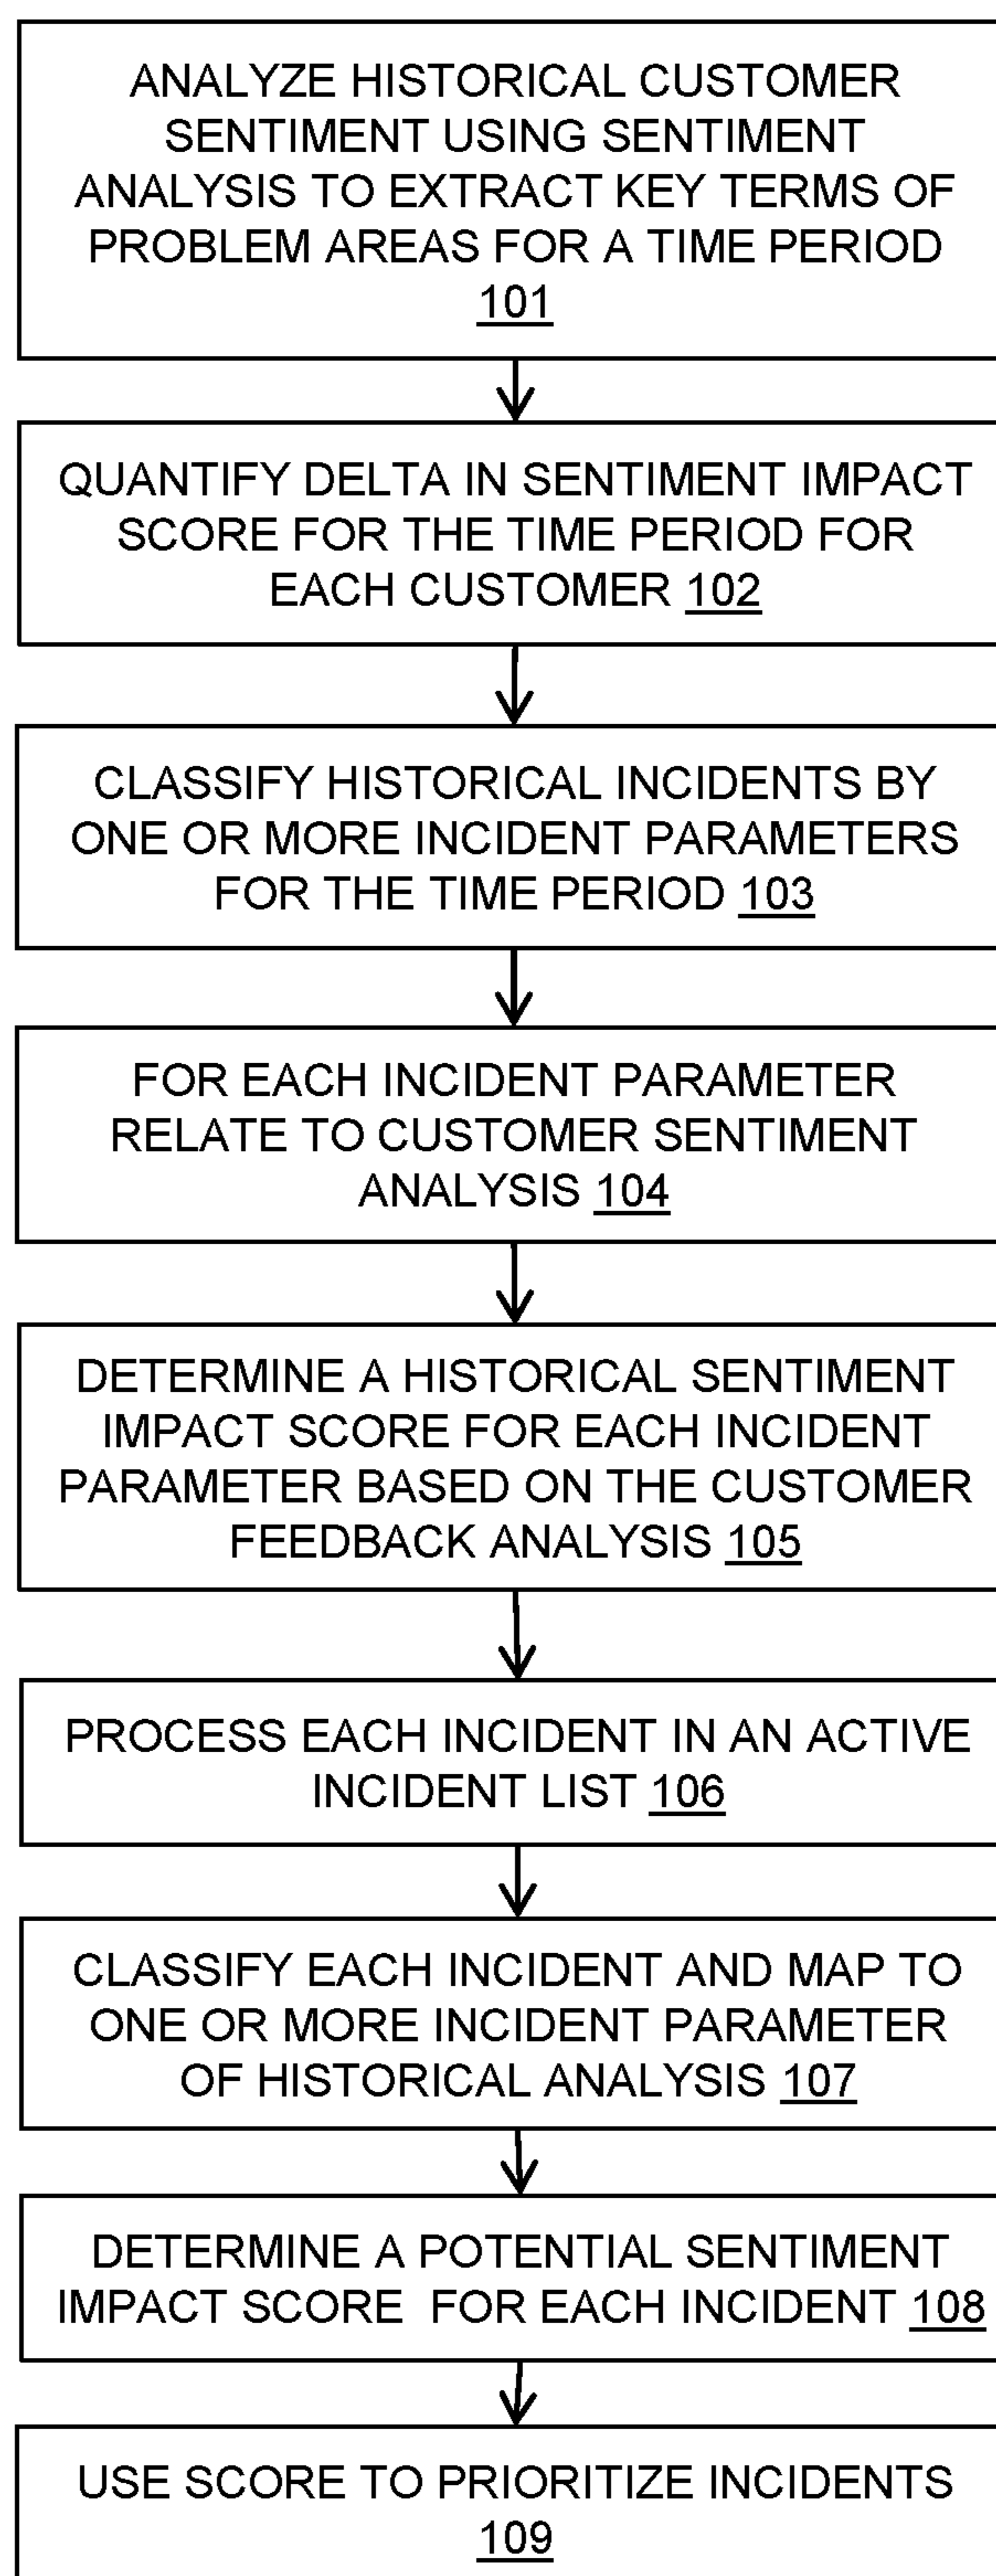 ANALYZE HISTORICAL CUSTOMER
SENTIMENT USING SENTIMENT
ANALYSIS TO EXTRACT KEY TERMS OF
PROBLEM AREAS FOR A TIME PERIOD
101
QUANTIFY DELTA IN SENTIMENT IMPACT
SCORE FOR THE TIME PERIOD FOR
EACH CUSTOMER 102
CLASSIFY HISTORICAL INCIDENTS BY
ONE OR MORE INCIDENT PARAMETERS
FOR THE TIME PERIOD 103
FOR EACH INCIDENT PARAMETER
RELATE TO CUSTOMER SENTIMENT
ANALYSIS 104
DETERMINE A HISTORICAL SENTIMENT
IMPACT SCORE FOR EACH INCIDENT
PARAMETER BASED ON THE CUSTOMER
FEEDBACK ANALYSIS 105
PROCESS EACH INCIDENT IN AN ACTIVE
INCIDENT LIST 106
CLASSIFY EACH INCIDENT AND MAP TO
ONE OR MORE INCIDENT PARAMETER
OF HISTORICAL ANALYSIS 107
DETERMINE A POTENTIAL SENTIMENT
IMPACT SCORE FOR EACH INCIDENT 108
USE SCORE TO PRIORITIZE INCIDENTS
109